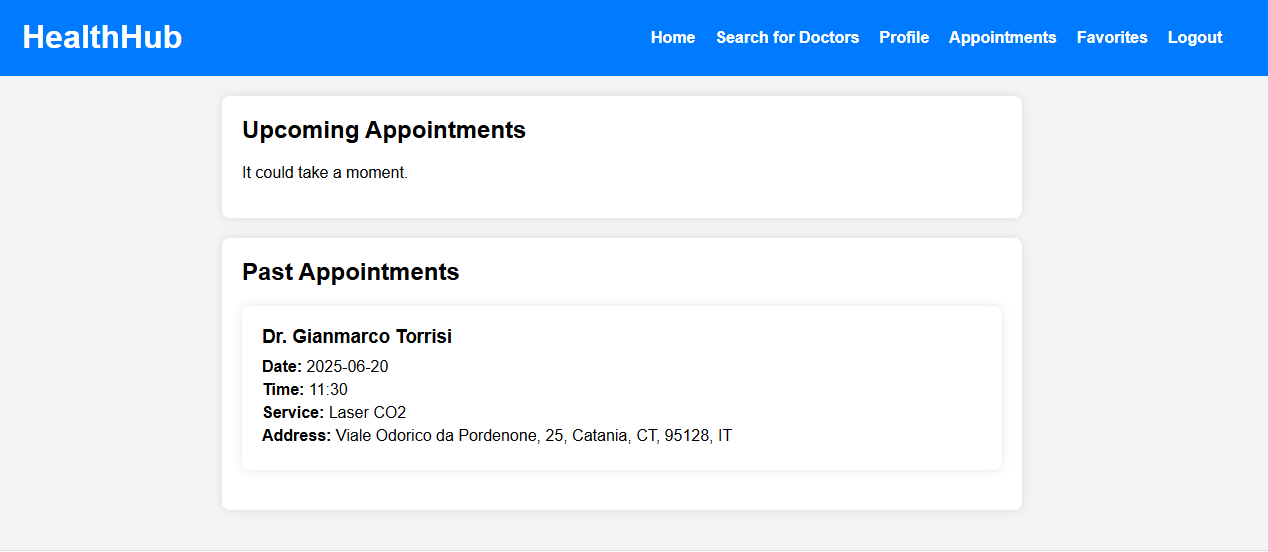 HealthHub
Home Search for Doctors Profile Appointments Favorites Logout
Upcoming Appointments
It could take a moment.
Past Appointments
Dr. Gianmarco Torrisi
Date: 2025-06-20
Time: 11:30
Service: Laser CO2
Address: Viale Odorico da Pordenone, 25, Catania, CT, 95128, IT